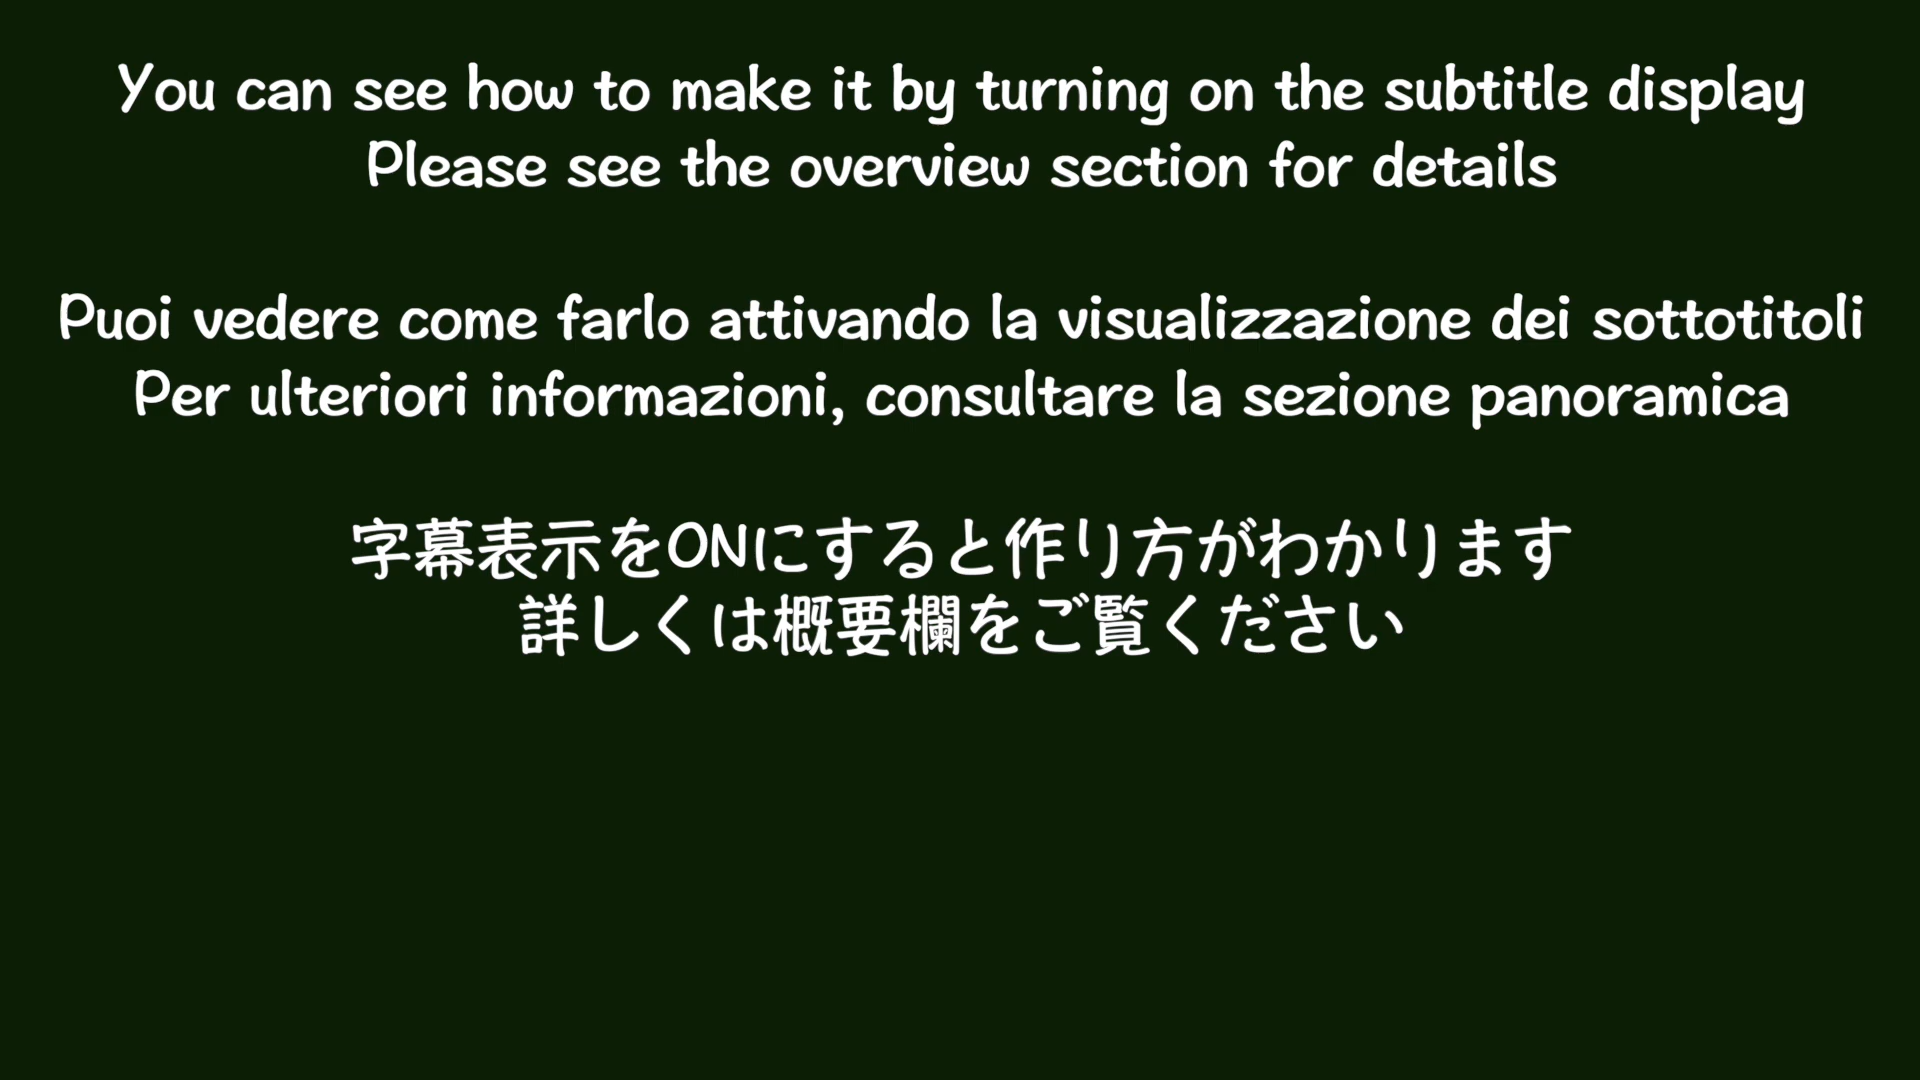 You can see how to make it by turning on the subtitle display
Please see the overview section for details
Puoi vedere come farlo attivando la visualizzazione dei sottotitoli
Per ulteriori informazioni, consultare la sezione panoramica
字幕表示をONにすると作り方がわかります
詳しくは概要欄をご覧ください